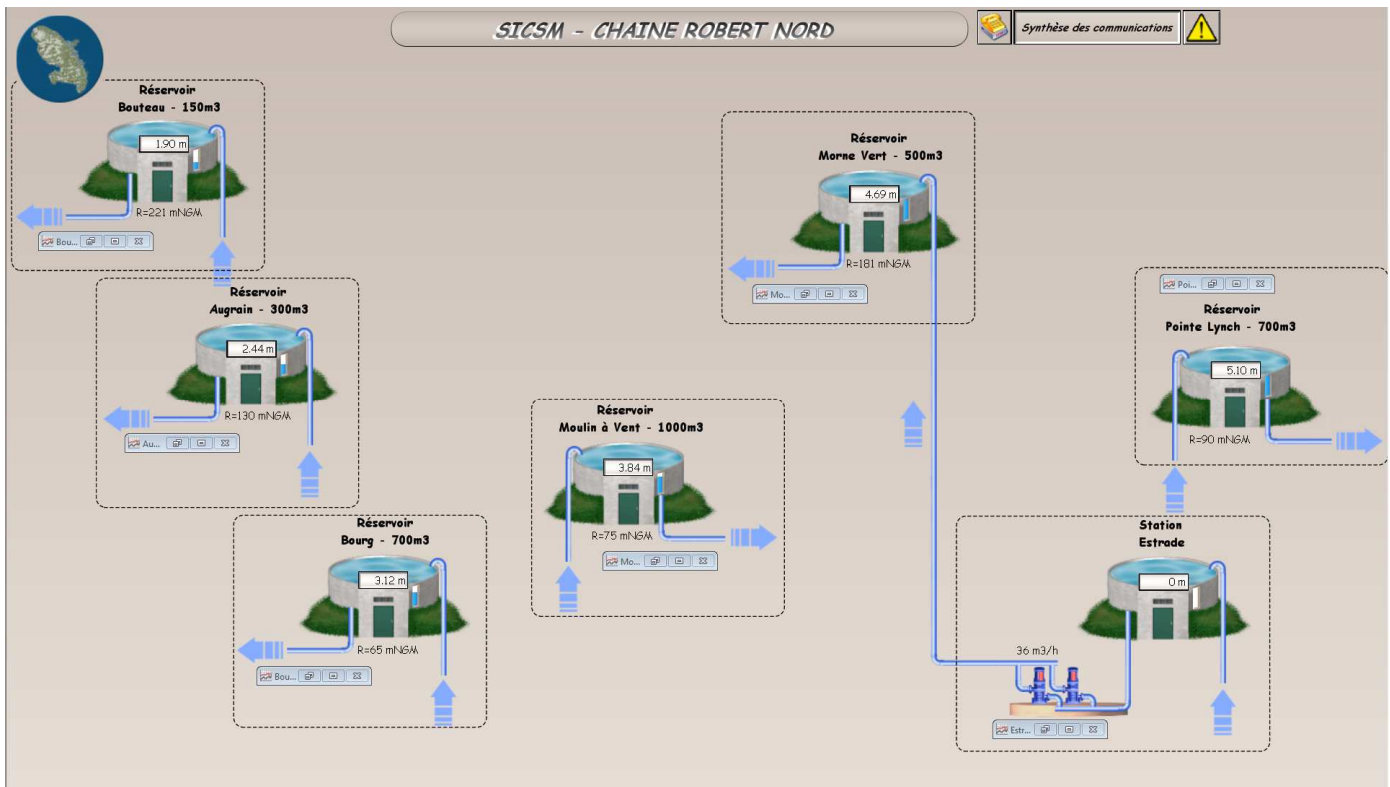 SICSM - CHAINE ROBERT NORD
Synthèse des communications
Réservoir
Bouteau - 150m3
1.90 m
R=221 mNGM
Bou...
Réservoir
Augrain - 300m3
2.44 m
R=130 mNGM
Au...
Réservoir
Bourg - 700m3
3.12 m
R=65 mNGM
Bou...
Réservoir
Moulin à Vent - 1000m3
3.84 m
R=75 mNGM
Mo...
Réservoir
Morne Vert - 500m3
4.69 m
R=181 mNGM
Mo...
Poi...
Réservoir
Pointe Lynch - 700m3
5.10 m
R=90 mNGM
Station
Estrade
0 m
36 m3/h
Estr...